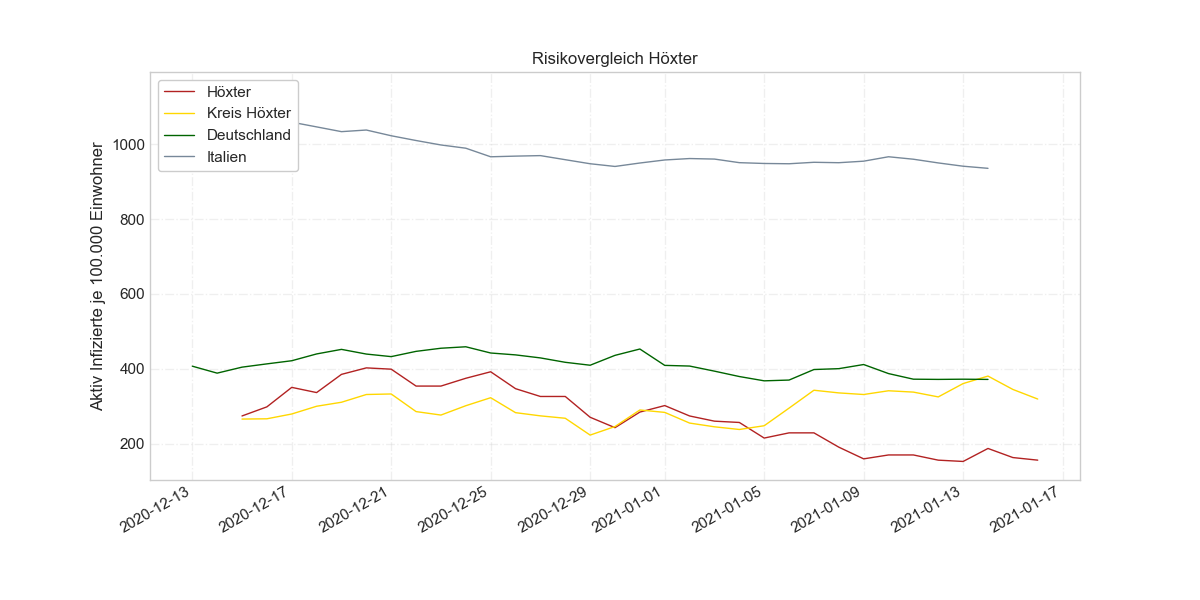 Risikovergleich Höxter
Höxter
Kreis Höxter
Deutschland
Italien
Aktiv Infizierte je 100.000 Einwohner
1000
800
600
400
200
2020-12-13
2020-12-17
2020-12-21
2020-12-25
2020-12-29
2021-01-01
2021-01-05
2021-01-09
2021-01-13
2021-01-17